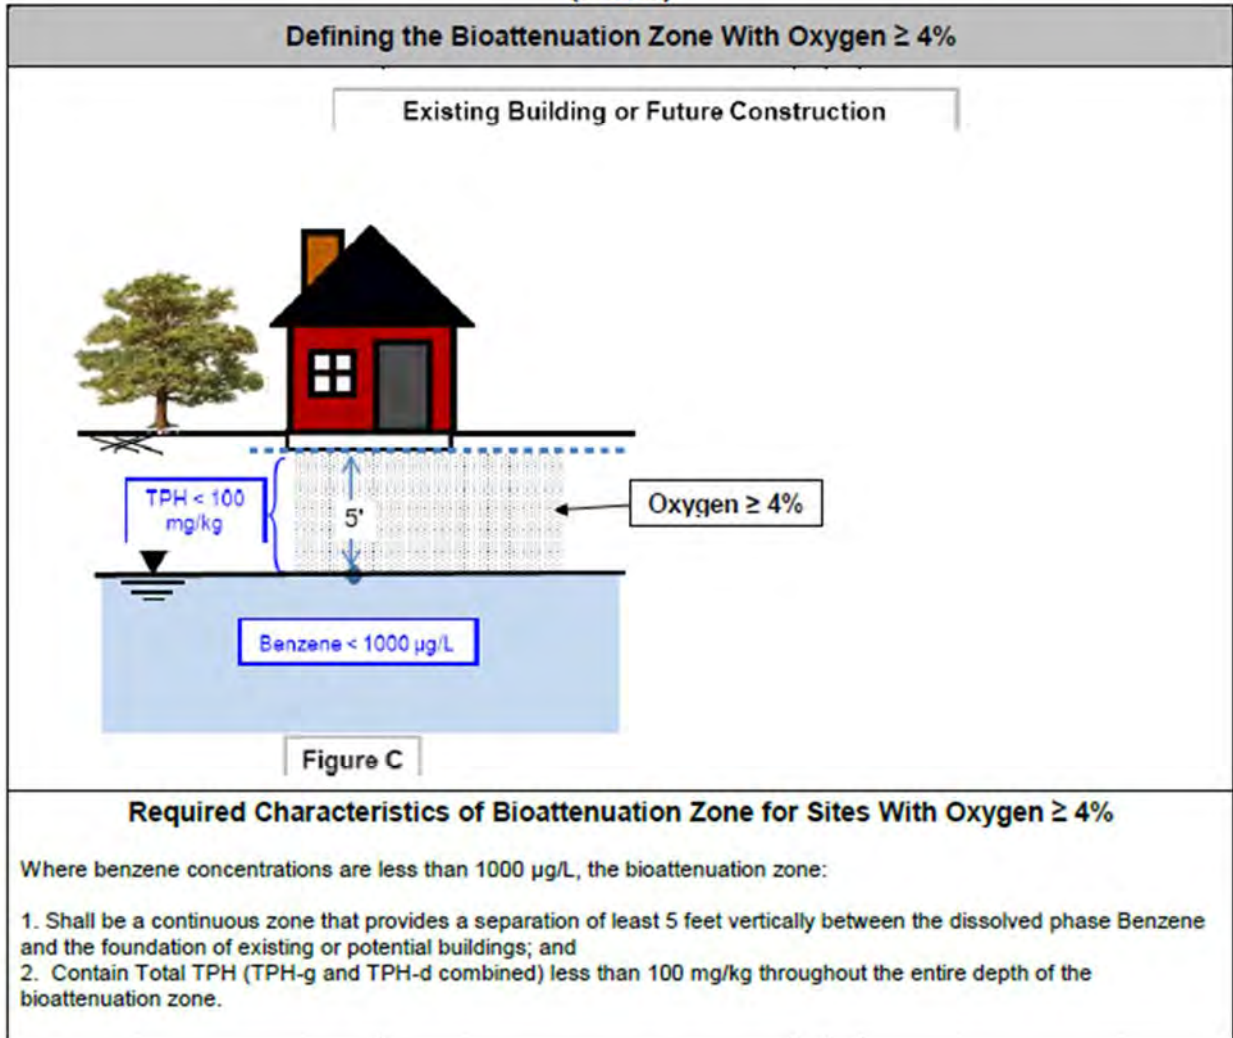 Defining the Bioattenuation Zone With Oxygen ≥ 4%
Existing Building or Future Construction
TPH < 100
mg/kg
5'
Oxygen ≥ 4%
Benzene < 1000 µg/L
Figure C
Required Characteristics of Bioattenuation Zone for Sites With Oxygen ≥ 4%
Where benzene concentrations are less than 1000 µg/L, the bioattenuation zone:
1. Shall be a continuous zone that provides a separation of least 5 feet vertically between the dissolved phase Benzene
and the foundation of existing or potential buildings; and
2. Contain Total TPH (TPH-g and TPH-d combined) less than 100 mg/kg throughout the entire depth of the
bioattenuation zone.